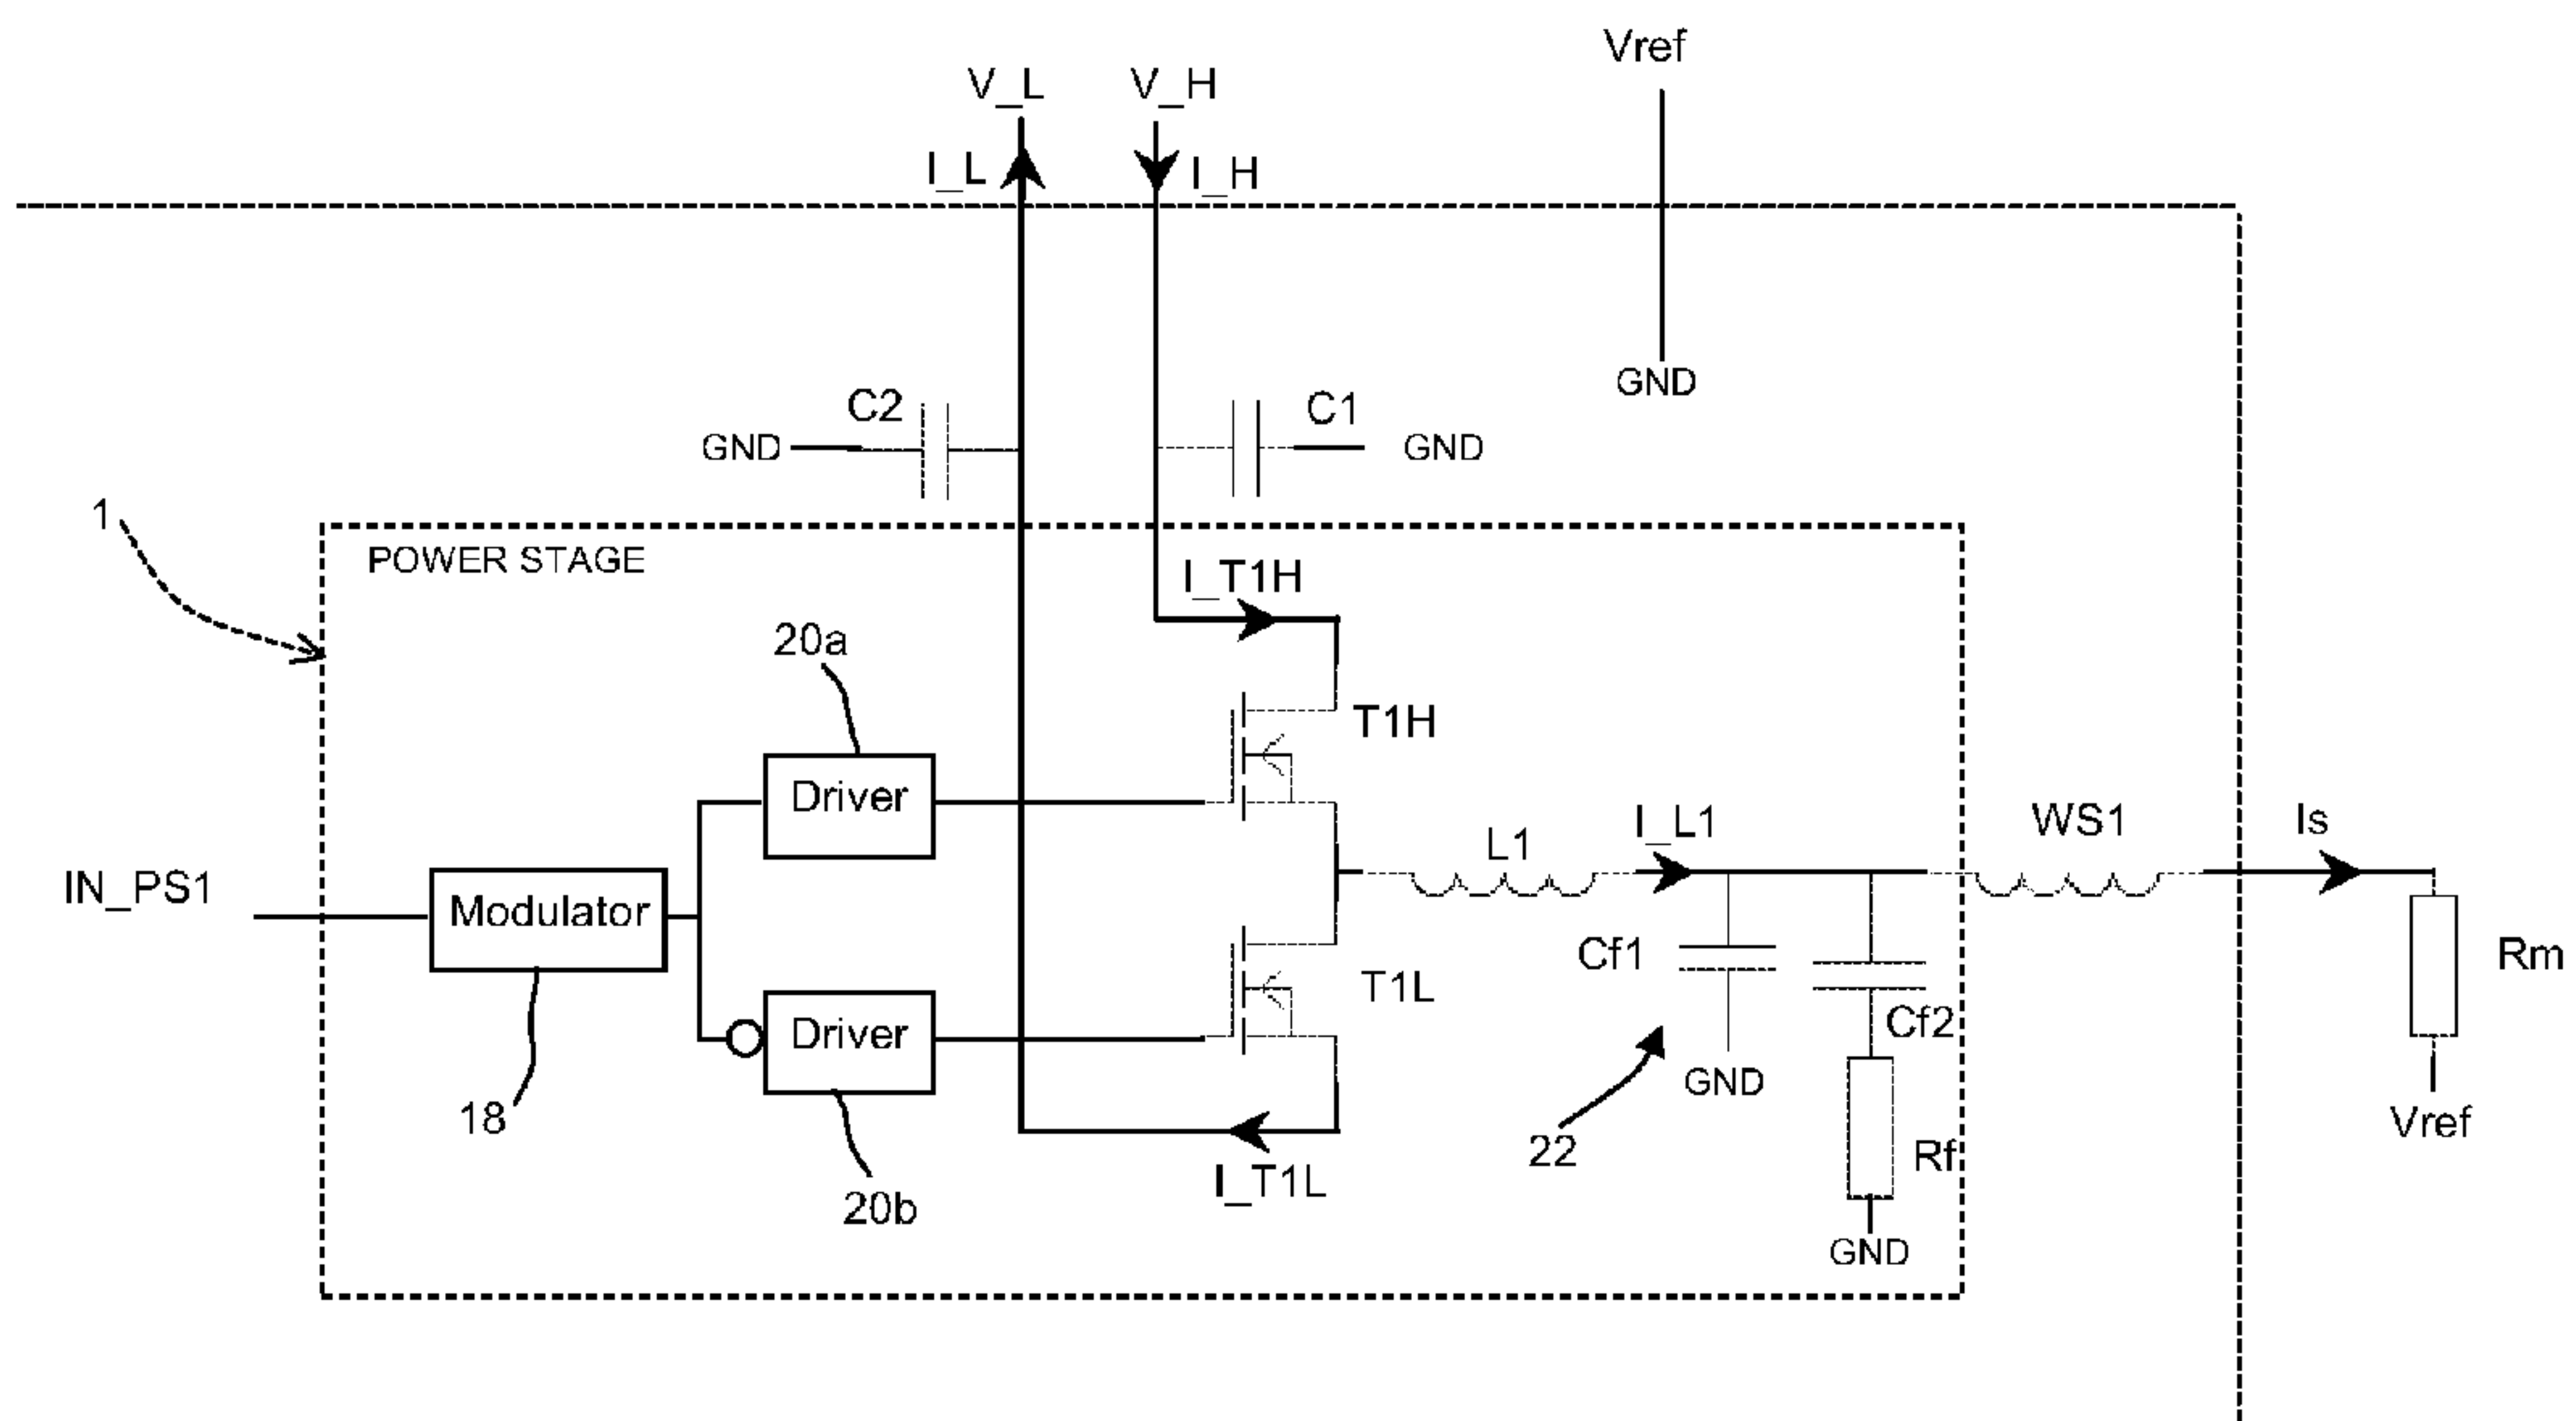 Vref
V_L
V_H
I_L
I_H
GND
C2
C1
GND
GND
1
POWER STAGE
I_T1H
20a
T1H
Driver
I_L1
WS1
Is
L1
IN_PS1
Modulator
Cf1
Rm
T1L
Cf2
Driver
GND
18
22
Vref
Rf
I_T1L
20b
GND